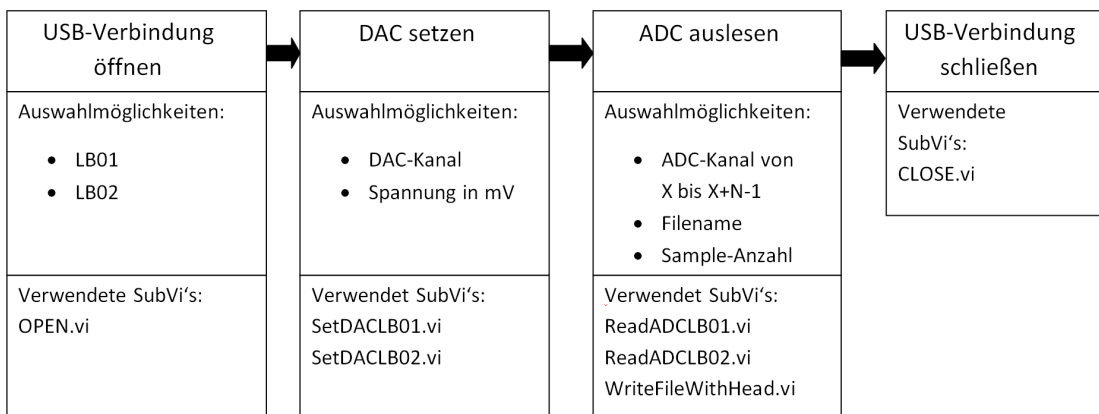 USB-Verbindung
öffnen
Auswahlmöglichkeiten:
• LB01
• LB02
Verwendete SubVi‘s:
OPEN.vi
DAC setzen
Auswahlmöglichkeiten:
• DAC-Kanal
• Spannung in mV
Verwendet SubVi‘s:
SetDACLB01.vi
SetDACLB02.vi
ADC auslesen
Auswahlmöglichkeiten:
• ADC-Kanal von
X bis X+N-1
• Filename
• Sample-Anzahl
Verwendet SubVi‘s:
ReadADCLB01.vi
ReadADCLB02.vi
WriteFileWithHead.vi
USB-Verbindung
schließen
Verwendete
SubVi‘s:
CLOSE.vi